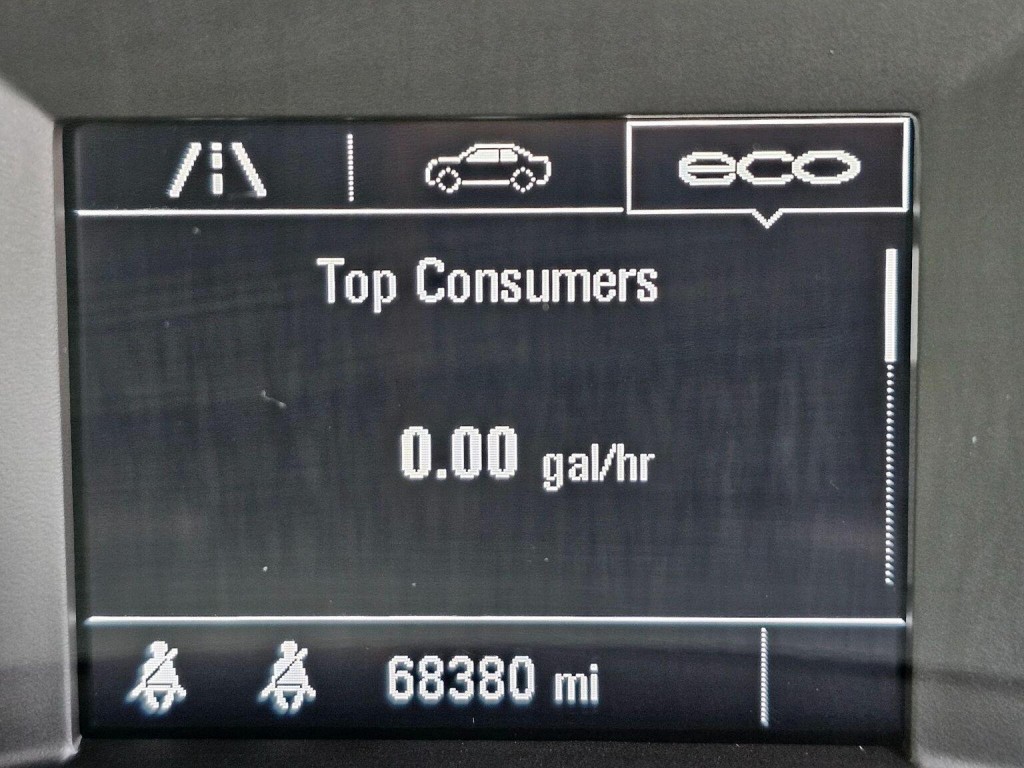 eco
Top Consumers
0.00 gal/hr
68380 mi